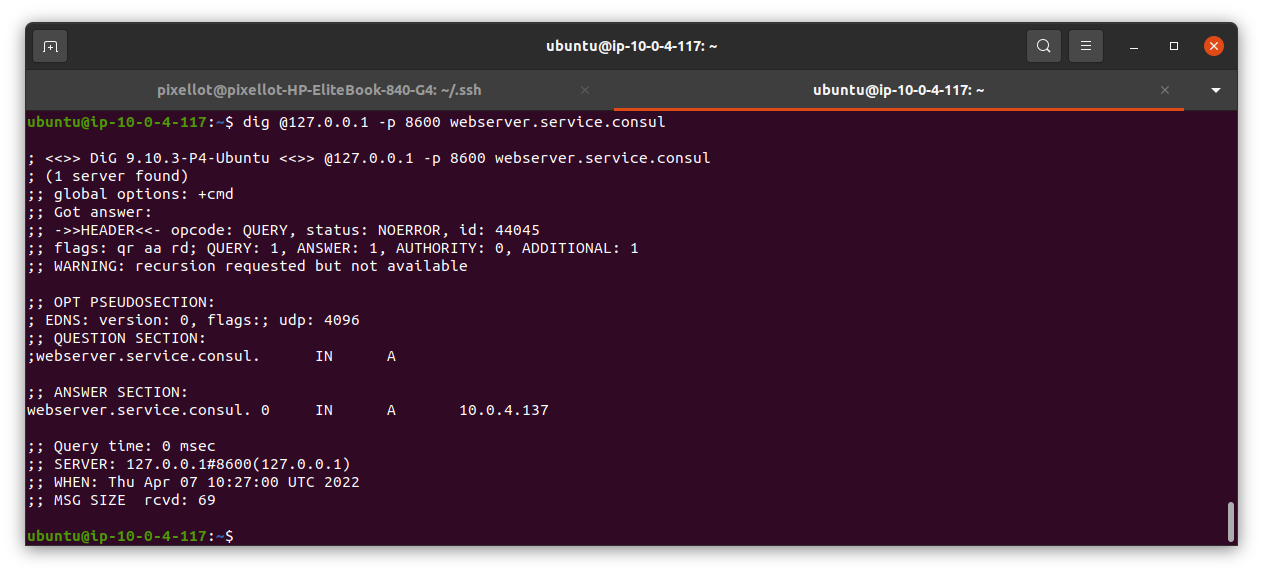 ubuntu@ip-10-0-4-117: ~
pixellot@pixellot-HP-EliteBook-840-G4: ~/.ssh
ubuntu@ip-10-0-4-117: ~
ubuntu@ip-10-0-4-117:~$ dig @127.0.0.1 -p 8600 webserver.service.consul
; <<>> DiG 9.10.3-P4-Ubuntu <<>> @127.0.0.1 -p 8600 webserver.service.consul
; (1 server found)
;; global options: +cmd
;; Got answer:
;; ->>HEADER<<- opcode: QUERY, status: NOERROR, id: 44045
;; flags: qr aa rd; QUERY: 1, ANSWER: 1, AUTHORITY: 0, ADDITIONAL: 1
;; WARNING: recursion requested but not available
;; OPT PSEUDOSECTION:
; EDNS: version: 0, flags:; udp: 4096
;; QUESTION SECTION:
;webserver.service.consul.      IN      A
;; ANSWER SECTION:
webserver.service.consul. 0     IN      A       10.0.4.137
;; Query time: 0 msec
;; SERVER: 127.0.0.1#8600(127.0.0.1)
;; WHEN: Thu Apr 07 10:27:00 UTC 2022
;; MSG SIZE  rcvd: 69
ubuntu@ip-10-0-4-117:~$